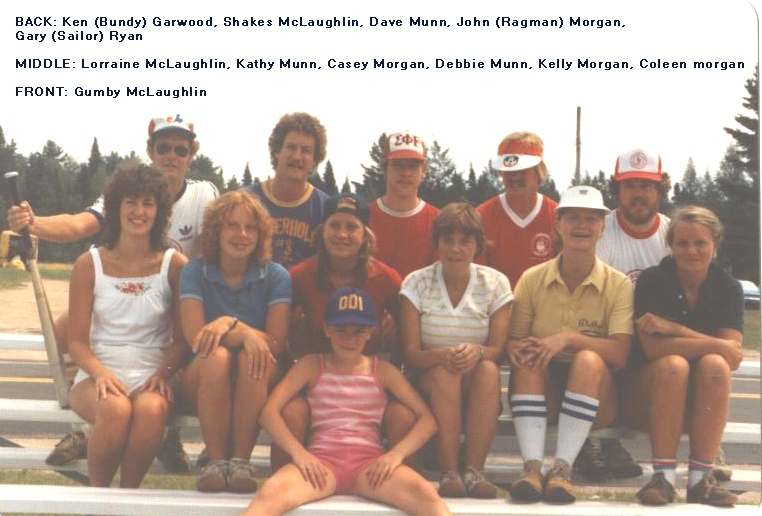 BACK: Ken (Bundy) Garwood, Shakes McLaughlin, Dave Munn, John (Ragman) Morgan,
Gary (Sailor) Ryan
MIDDLE: Lorraine McLaughlin, Kathy Munn, Casey Morgan, Debbie Munn, Kelly Morgan, Coleen morgan
FRONT: Gumby McLaughlin
ΣΦΕ
ODI